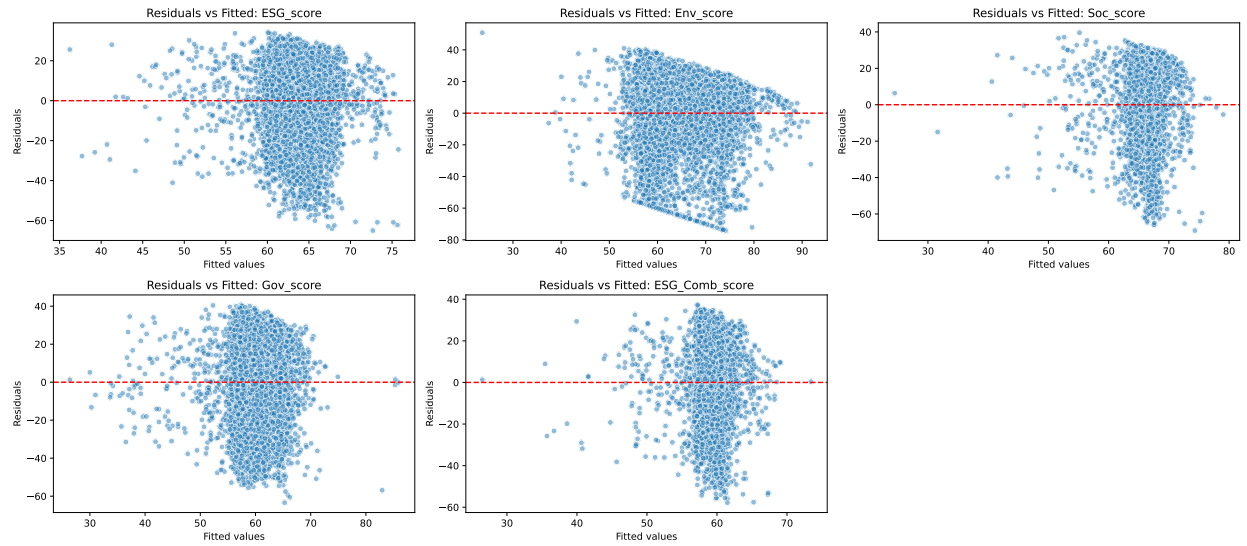 Residuals vs Fitted: ESG_score
Residuals
20
0
−20
−40
−60
35 40 45 50 55 60 65 70 75
Fitted values
Residuals vs Fitted: Env_score
Residuals
40
20
0
−20
−40
−60
−80
30 40 50 60 70 80 90
Fitted values
Residuals vs Fitted: Soc_score
Residuals
40
20
0
−20
−40
−60
30 40 50 60 70 80
Fitted values
Residuals vs Fitted: Gov_score
Residuals
40
20
0
−20
−40
−60
30 40 50 60 70 80
Fitted values
Residuals vs Fitted: ESG_Comb_score
Residuals
40
20
0
−20
−40
−60
30 40 50 60 70
Fitted values